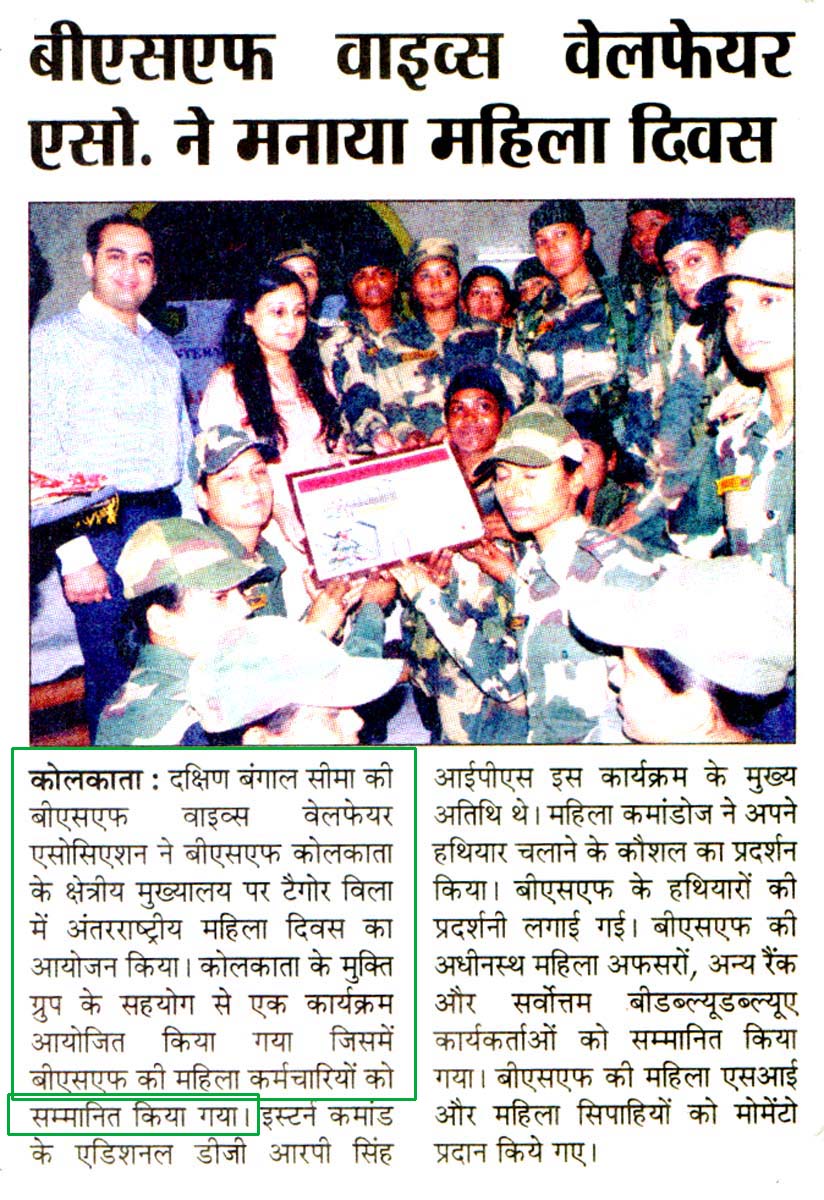 बीएसएफ वाइव्स वेलफेयर
एसो. ने मनाया महिला दिवस
कोलकाता : दक्षिण बंगाल सीमा की
बीएसएफ वाइव्स वेलफेयर
एसोसिएशन ने बीएसएफ कोलकाता
के क्षेत्रीय मुख्यालय पर टैगोर विला
में अंतरराष्ट्रीय महिला दिवस का
आयोजन किया। कोलकाता के मुक्ति
ग्रुप के सहयोग से एक कार्यक्रम
आयोजित किया गया जिसमें
बीएसएफ की महिला कर्मचारियों को
सम्मानित किया गया। इस्टर्न कमांड
के एडिशनल डीजी आरपी सिंह
आईपीएस इस कार्यक्रम के मुख्य
अतिथि थे। महिला कमांडोज ने अपने
हथियार चलाने के कौशल का प्रदर्शन
किया। बीएसएफ के हथियारों की
प्रदर्शनी लगाई गई। बीएसएफ की
अधीनस्थ महिला अफसरों, अन्य रैंक
और सर्वोत्तम बीडब्ल्यूडब्ल्यूए
कार्यकर्ताओं को सम्मानित किया
गया। बीएसएफ की महिला एसआई
और महिला सिपाहियों को मोमेंटो
प्रदान किये गए।